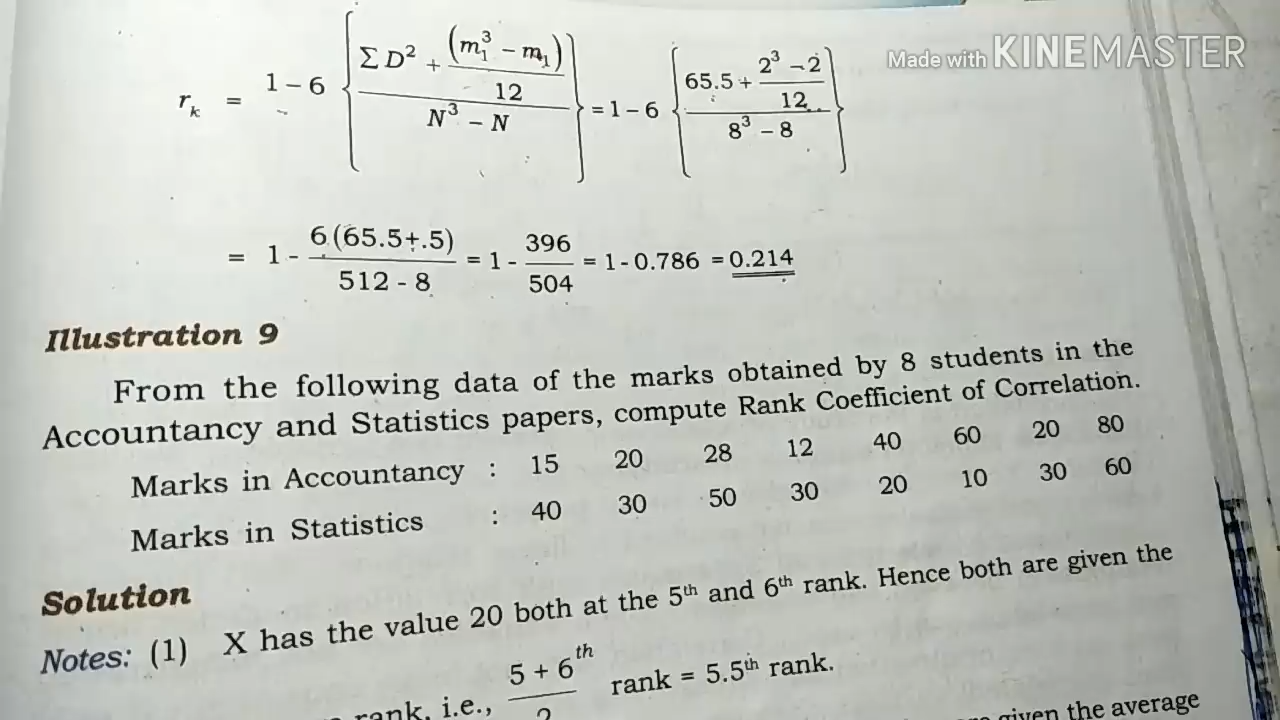 Made with KINEMASTER
r_k = 1 – 6 { ΣD² + (m₁³ – m₁)/12 / N³ – N } = 1 – 6 { 65.5 + 2³ – 2/12 / 8³ – 8 }
= 1 - 6(65.5+.5)/512 - 8 = 1 - 396/504 = 1 - 0.786 = 0.214
Illustration 9
From the following data of the marks obtained by 8 students in the
Accountancy and Statistics papers, compute Rank Coefficient of Correlation.
Marks in Accountancy : 15 20 28 12 40 60 20 80
Marks in Statistics : 40 30 50 30 20 10 30 60
Solution
Notes: (1) X has the value 20 both at the 5th and 6th rank. Hence both are given the
rank, i.e., 5 + 6/2 th rank = 5.5th rank.
given the average